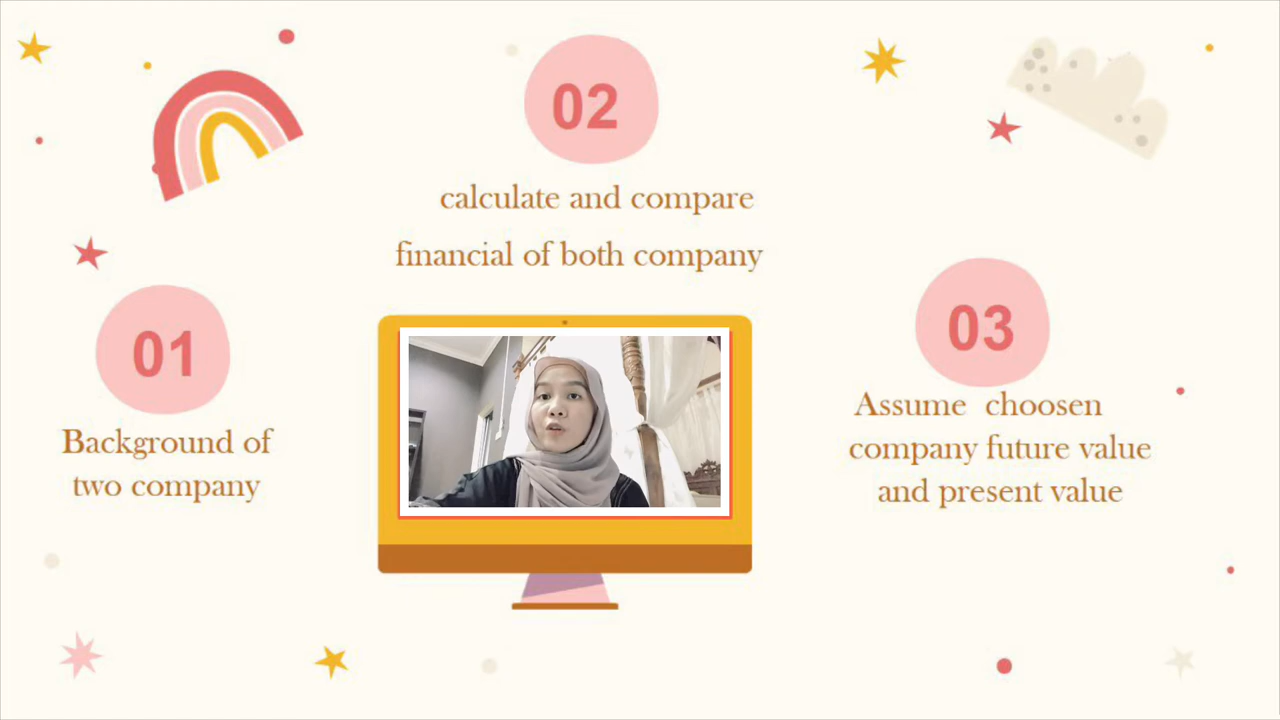 01
Background of
two company
02
calculate and compare
financial of both company
03
Assume choosen
company future value
and present value